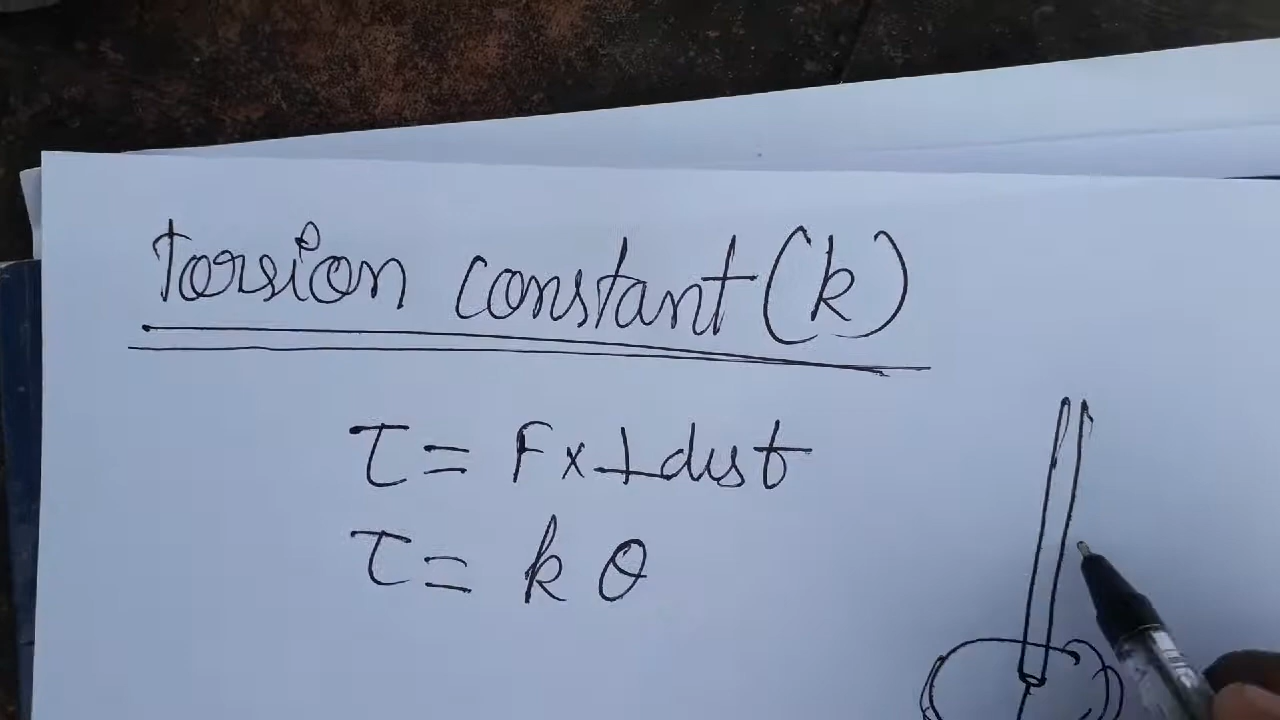 Torsion constant (k)
τ = F x ⊥ dist
τ = k θ